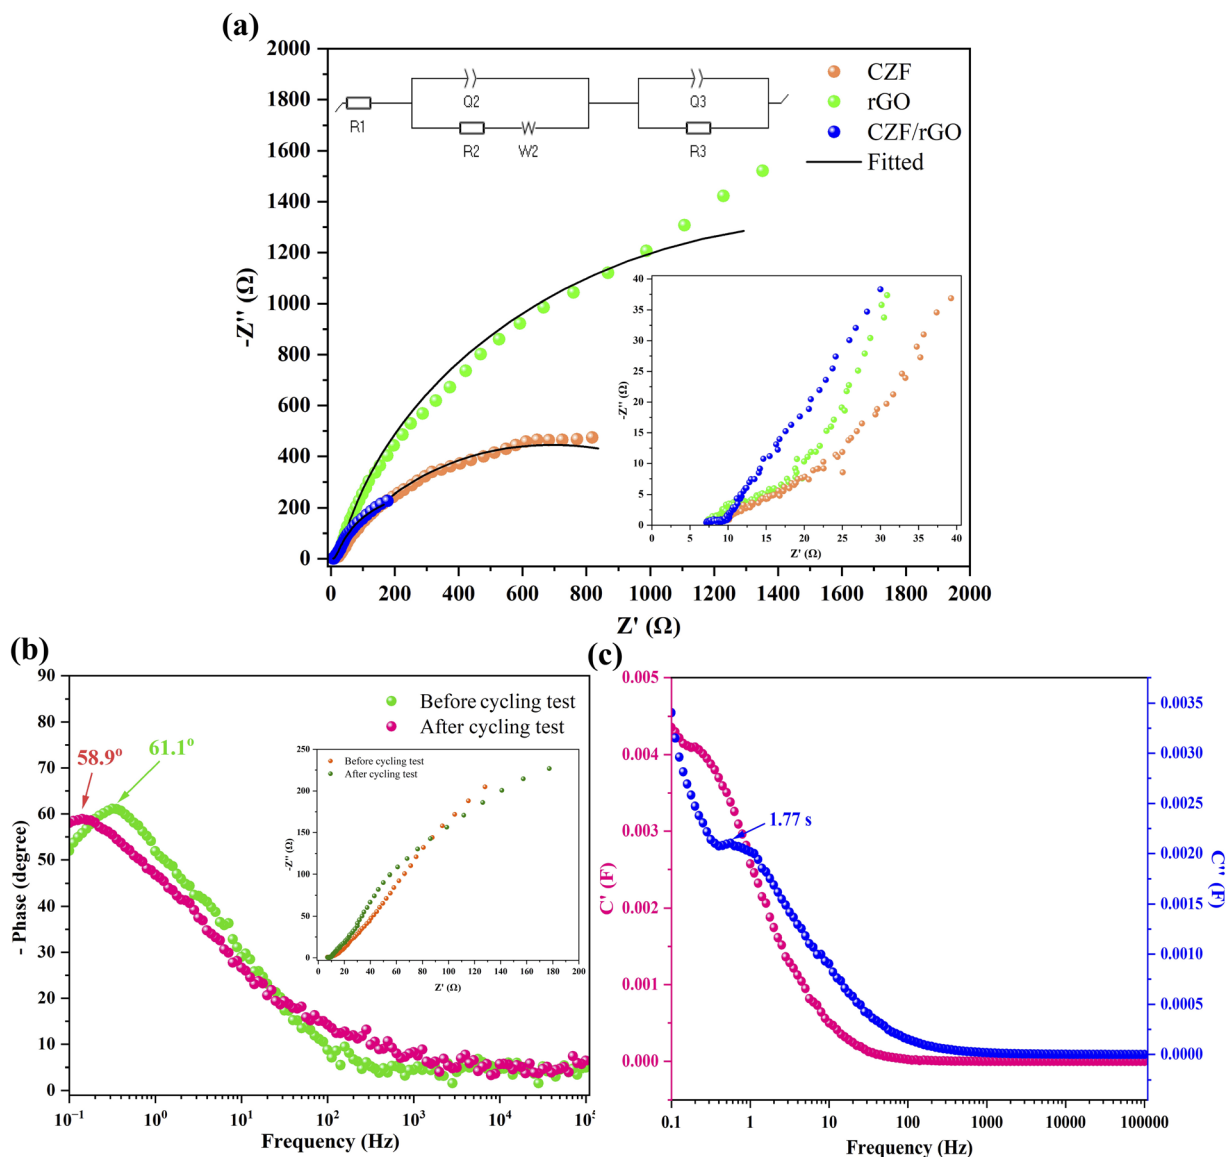 (a)
2000
1800
1600
1400
1200
1000
800
600
400
200
0
-Z'' (Ω)
0 200 400 600 800 1000 1200 1400 1600 1800 2000
Z' (Ω)
R1
Q2
R2 W2
Q3
R3
CZF
rGO
CZF/rGO
Fitted
40
35
30
25
20
15
10
5
0
-Z'' (Ω)
0 5 10 15 20 25 30 35 40
Z' (Ω)
(b)
90
80
70
60
50
40
30
20
10
0
- Phase (degree)
Before cycling test
After cycling test
58.9°
61.1°
250
200
150
100
50
0
-Z'' (Ω)
Before cycling test
After cycling test
0 20 40 60 80 100 120 140 160 180 200
Z' (Ω)
10⁻¹ 10⁰ 10¹ 10² 10³ 10⁴ 10⁵
Frequency (Hz)
(c)
0.005
0.004
0.003
0.002
0.001
0.000
C' (F)
1.77 s
0.0035
0.0030
0.0025
0.0020
0.0015
0.0010
0.0005
0.0000
C'' (F)
0.1 1 10 100 1000 10000 100000
Frequency (Hz)